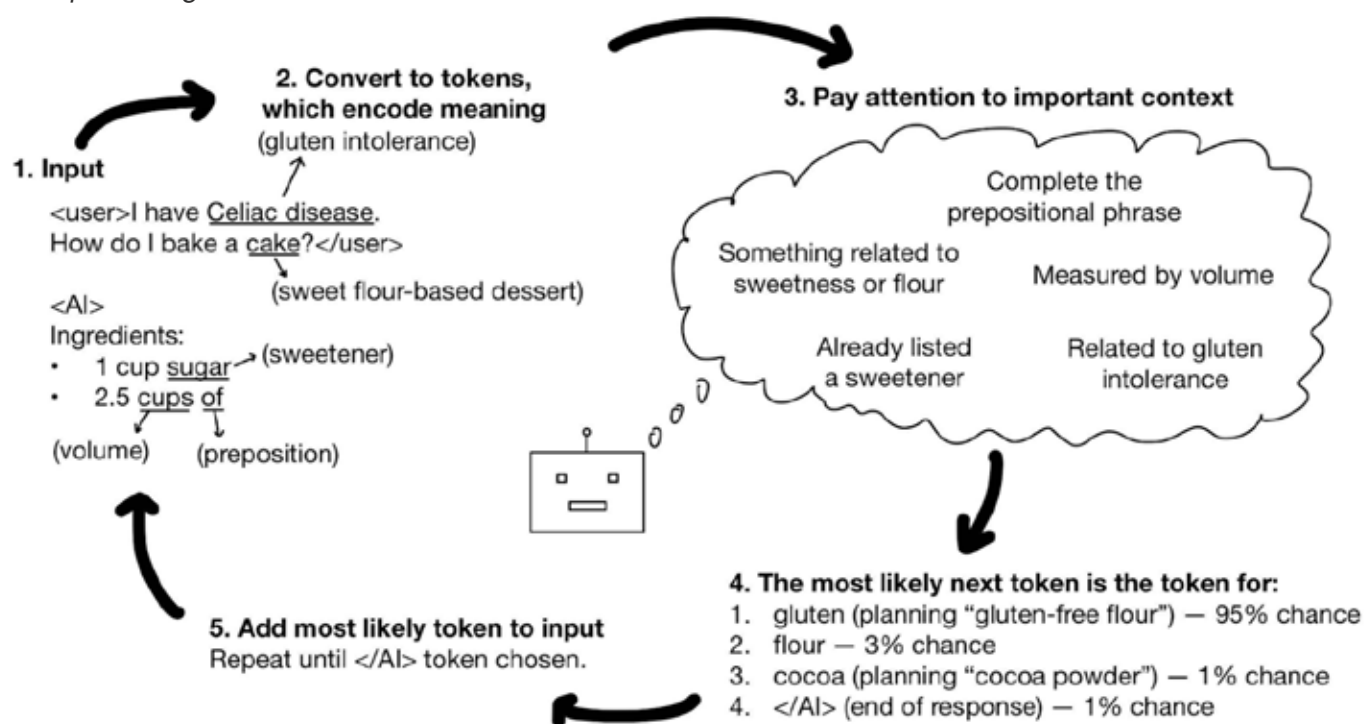 2. Convert to tokens,
which encode meaning
(gluten intolerance)
1. Input
<user>I have Celiac disease.
How do I bake a cake?</user>
(sweet flour-based dessert)
<AI>
Ingredients:
• 1 cup sugar
(sweetener)
• 2.5 cups of
(volume)
(preposition)
3. Pay attention to important context
Complete the
prepositional phrase
Something related to
sweetness or flour
Measured by volume
Already listed
a sweetener
Related to gluten
intolerance
4. The most likely next token is the token for:
1. gluten (planning “gluten-free flour”) — 95% chance
2. flour — 3% chance
3. cocoa (planning “cocoa powder”) — 1% chance
4. </AI> (end of response) — 1% chance
5. Add most likely token to input
Repeat until </AI> token chosen.